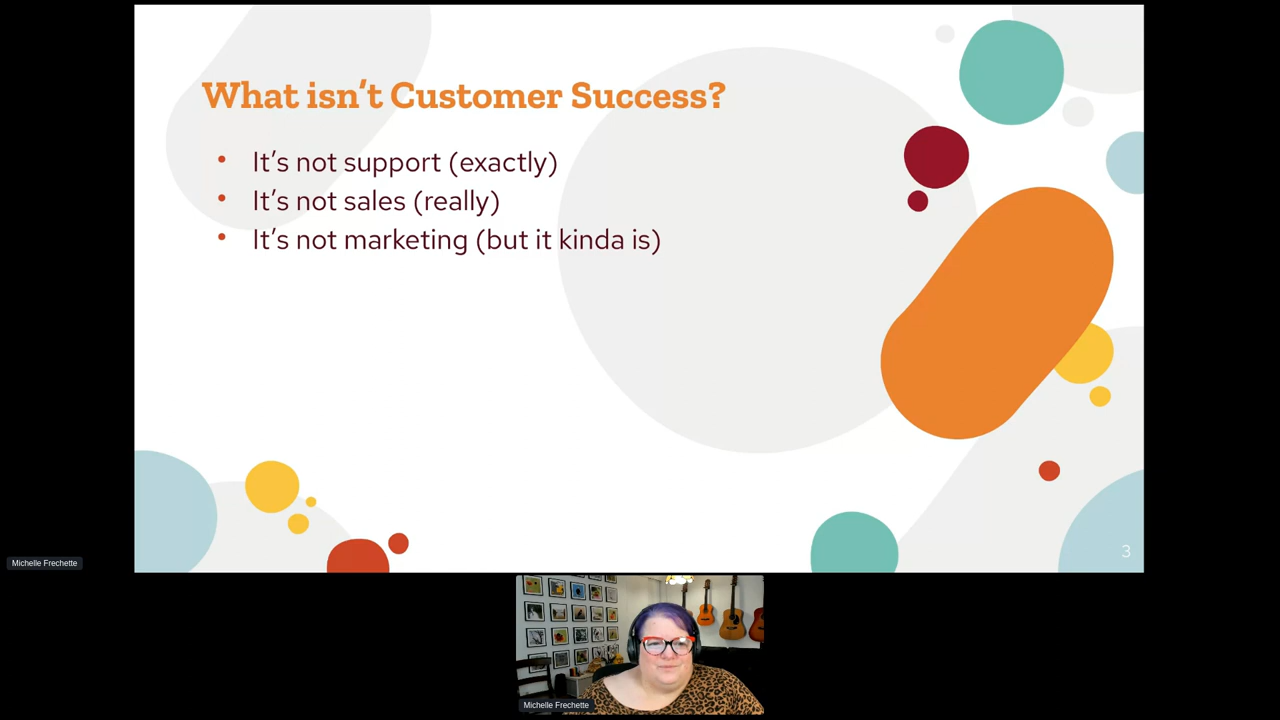 What isn’t Customer Success?
• It’s not support (exactly)
• It’s not sales (really)
• It’s not marketing (but it kinda is)
3
Michelle Frechette
Michelle Frechette